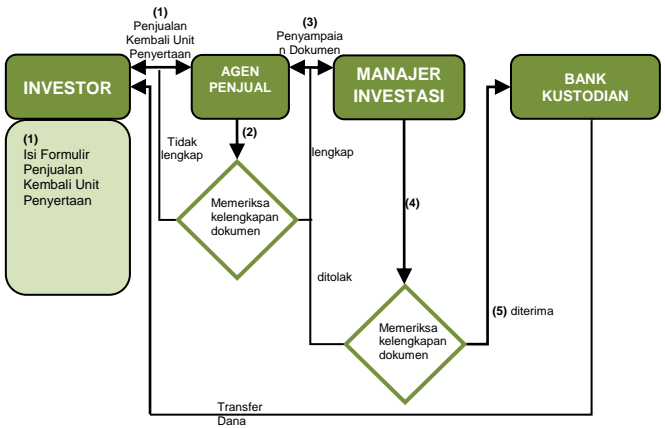 (1)
Penjualan
Kembali Unit
Penyertaan
(3)
Penyampaia
n Dokumen
INVESTOR
AGEN
PENJUAL
MANAJER
INVESTASI
BANK
KUSTODIAN
(1)
Isi Formulir
Penjualan
Kembali Unit
Penyertaan
Tidak
lengkap
(2)
lengkap
Memeriksa
kelengkapan
dokumen
(4)
ditolak
(5) diterima
Memeriksa
kelengkapan
dokumen
Transfer
Dana